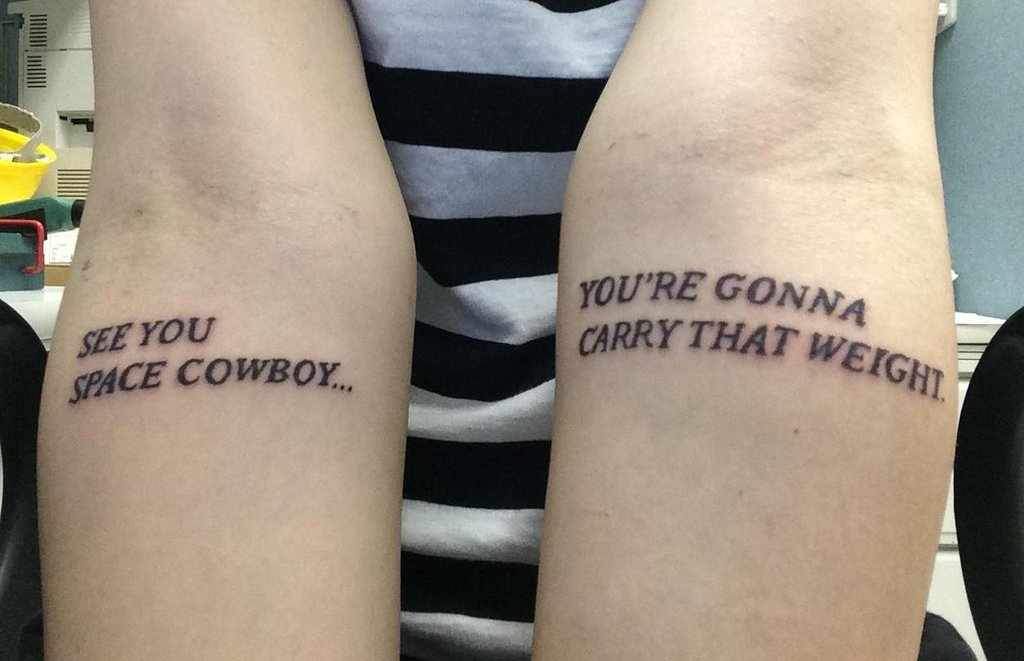 SEE YOU
SPACE COWBOY...
YOU'RE GONNA
CARRY THAT WEIGHT.